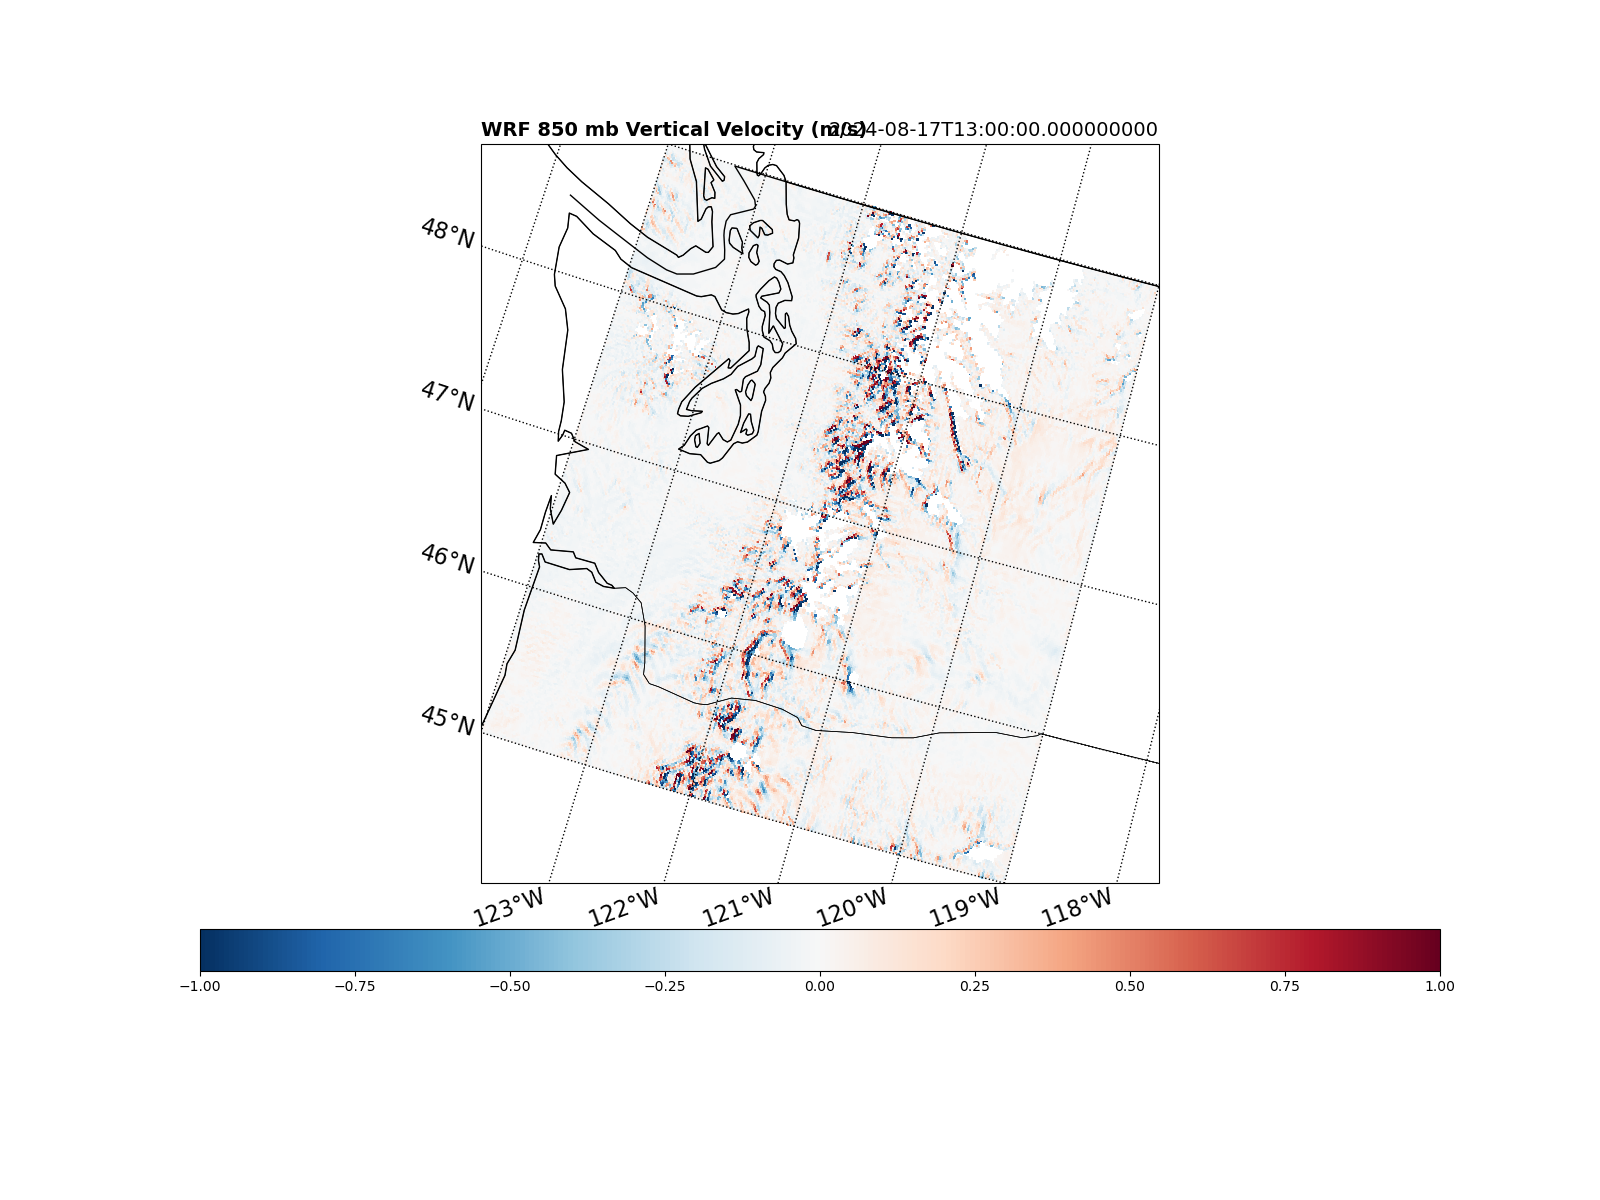 WRF 850 mb Vertical Velocity (m/s) 2024-08-17T13:00:00.000000000
48°N
47°N
46°N
45°N
123°W 122°W 121°W 120°W 119°W 118°W
−1.00 −0.75 −0.50 −0.25 0.00 0.25 0.50 0.75 1.00